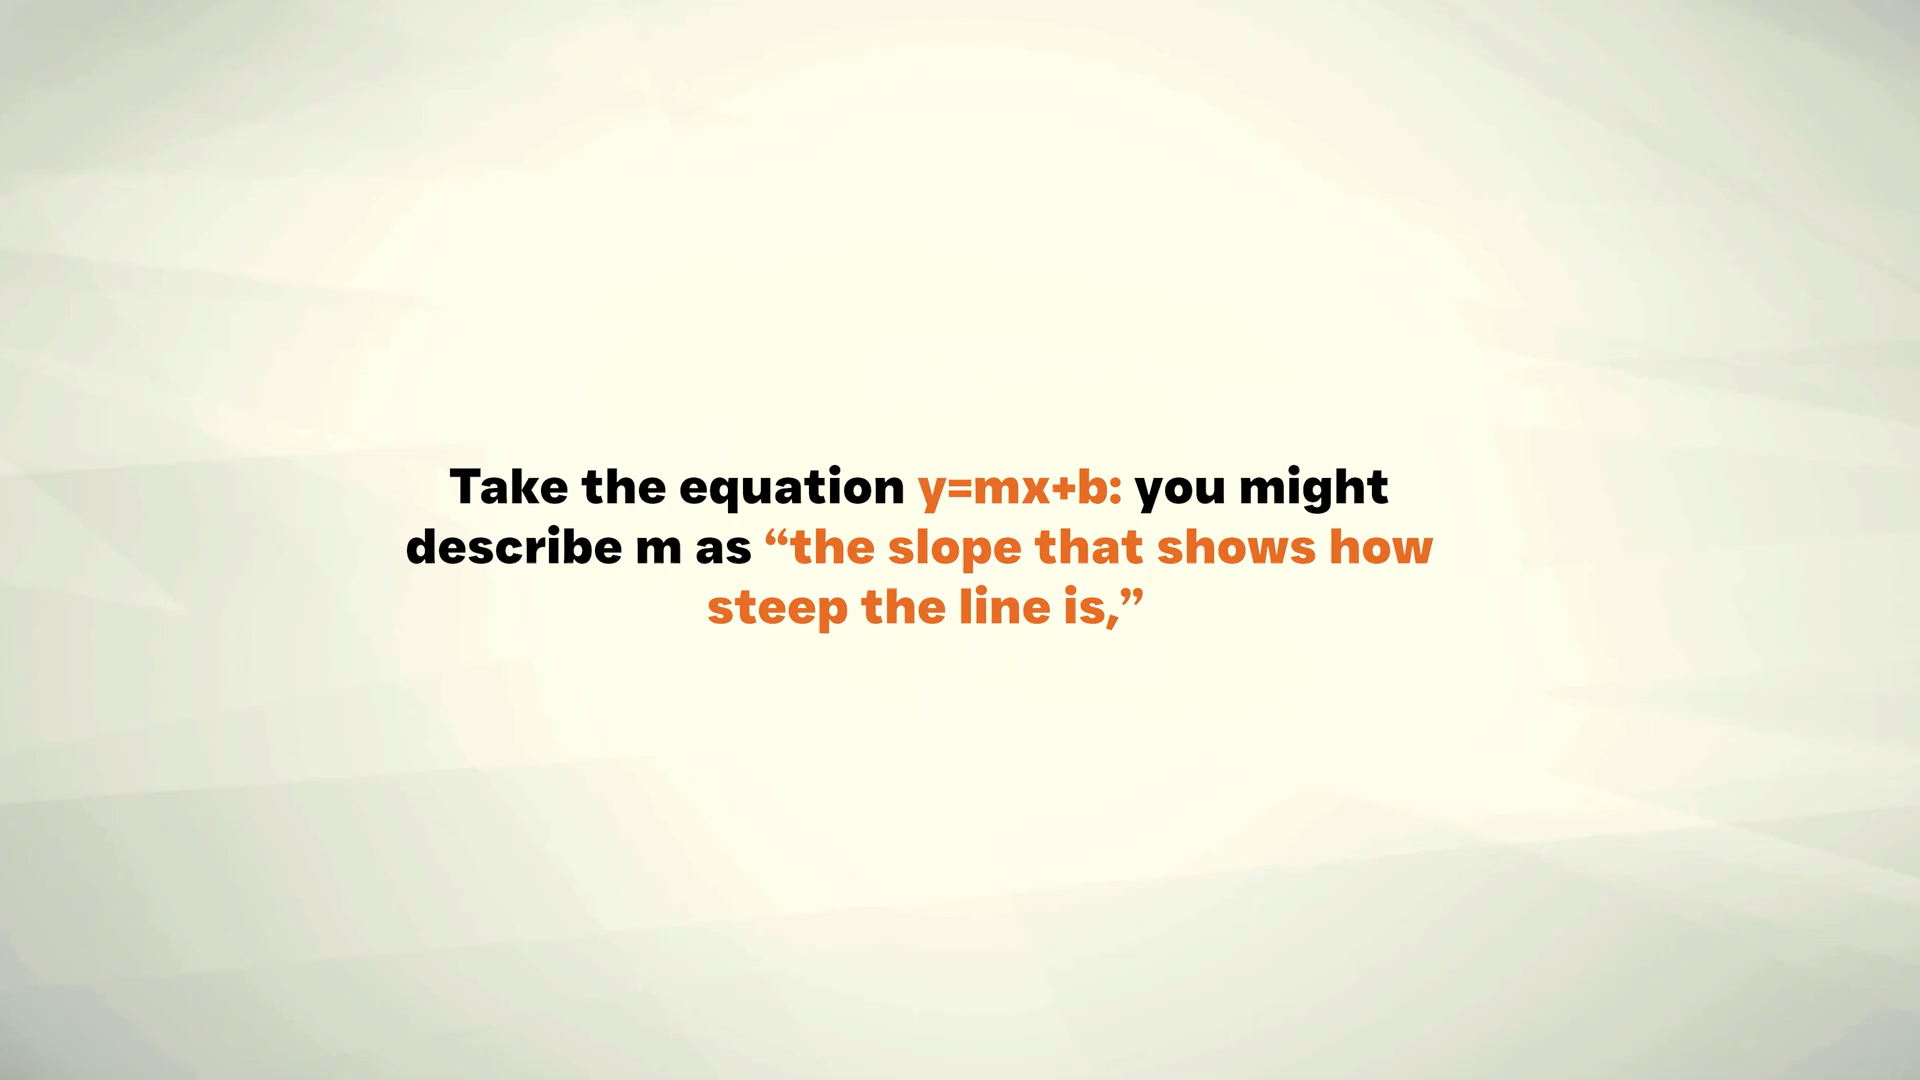 Take the equation y=mx+b: you might
describe m as “the slope that shows how
steep the line is,”